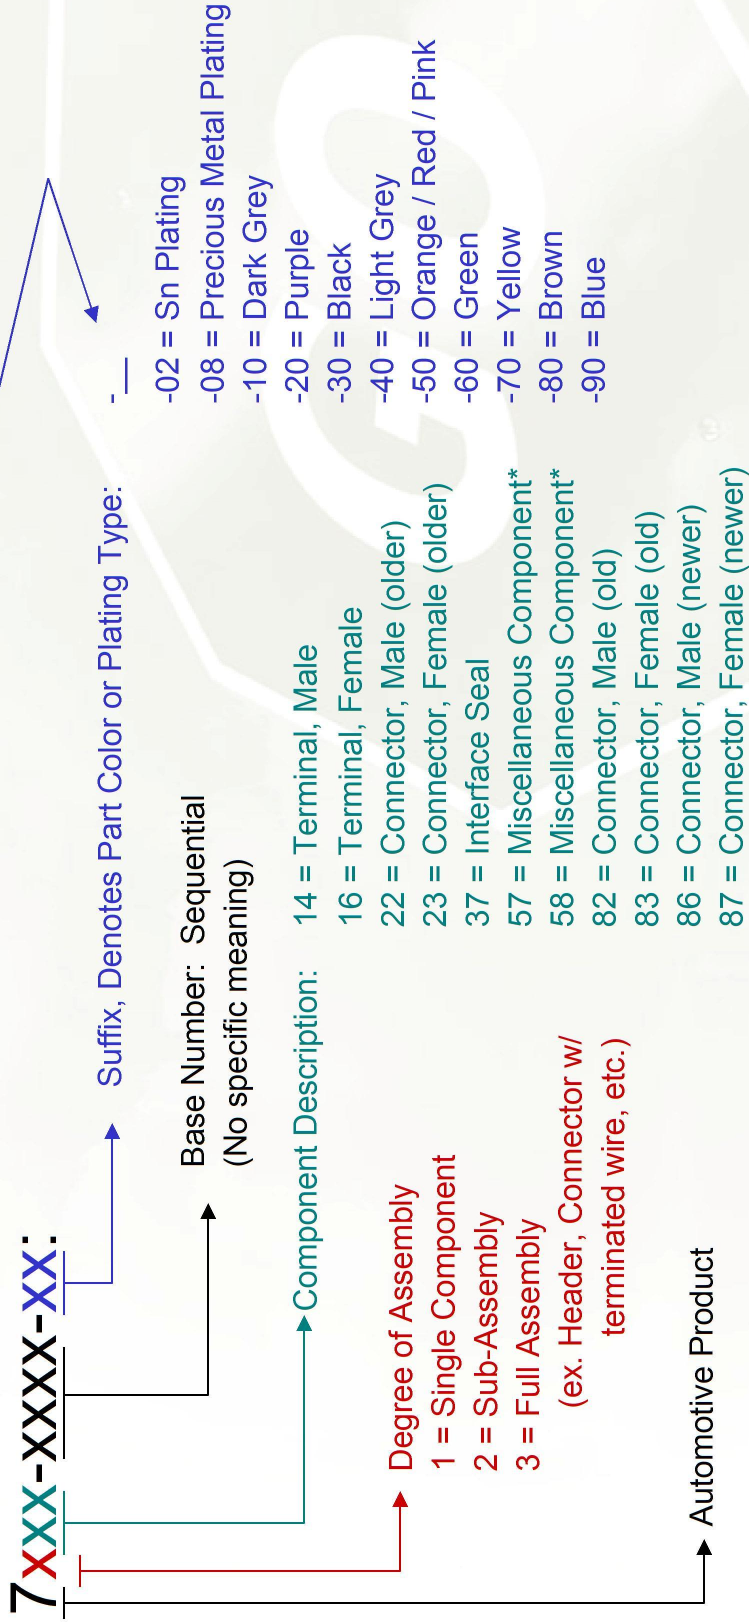 7xxx-xxxx-xx:
Suffix, Denotes Part Color or Plating Type:
-__
-02 = Sn Plating
-08 = Precious Metal Plating
-10 = Dark Grey
-20 = Purple
-30 = Black
-40 = Light Grey
-50 = Orange / Red / Pink
-60 = Green
-70 = Yellow
-80 = Brown
-90 = Blue
Base Number: Sequential
(No specific meaning)
Component Description:
14 = Terminal, Male
16 = Terminal, Female
22 = Connector, Male (older)
23 = Connector, Female (older)
37 = Interface Seal
57 = Miscellaneous Component*
58 = Miscellaneous Component*
82 = Connector, Male (old)
83 = Connector, Female (old)
86 = Connector, Male (newer)
87 = Connector, Female (newer)
Degree of Assembly
1 = Single Component
2 = Sub-Assembly
3 = Full Assembly
(ex. Header, Connector w/
terminated wire, etc.)
Automotive Product
GO